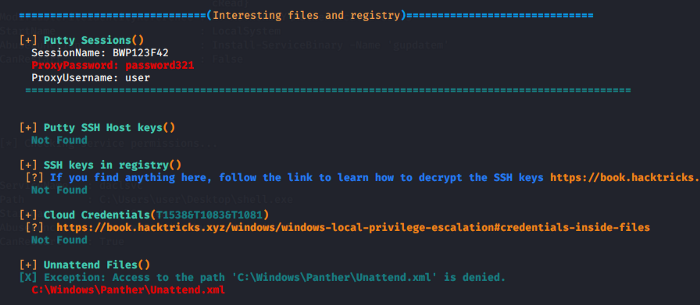 ==============================(Interesting files and registry)==============================
[+] Putty Sessions()
SessionName: BWP123F42
ProxyPassword: password321
ProxyUsername: user
=================================================================================================
[+] Putty SSH Host keys()
Not Found
[+] SSH keys in registry()
[?] If you find anything here, follow the link to learn how to decrypt the SSH keys https://book.hacktricks.
Not Found
[+] Cloud Credentials(T1538&T1083&T1081)
[?] https://book.hacktricks.xyz/windows/windows-local-privilege-escalation#credentials-inside-files
Not Found
[+] Unnattend Files()
[X] Exception: Access to the path 'C:\Windows\Panther\Unattend.xml' is denied.
C:\Windows\Panther\Unattend.xml